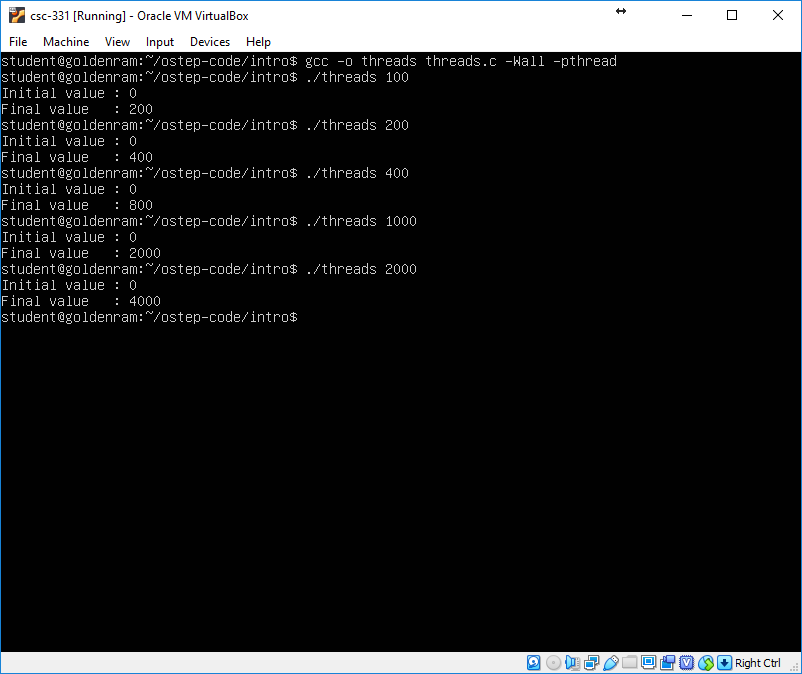 csc-331 [Running] - Oracle VM VirtualBox
File Machine View Input Devices Help
student@goldenram:~/ostep-code/intro$ gcc -o threads threads.c -Wall -pthread
student@goldenram:~/ostep-code/intro$ ./threads 100
Initial value : 0
Final value   : 200
student@goldenram:~/ostep-code/intro$ ./threads 200
Initial value : 0
Final value   : 400
student@goldenram:~/ostep-code/intro$ ./threads 400
Initial value : 0
Final value   : 800
student@goldenram:~/ostep-code/intro$ ./threads 1000
Initial value : 0
Final value   : 2000
student@goldenram:~/ostep-code/intro$ ./threads 2000
Initial value : 0
Final value   : 4000
student@goldenram:~/ostep-code/intro$
Right Ctrl